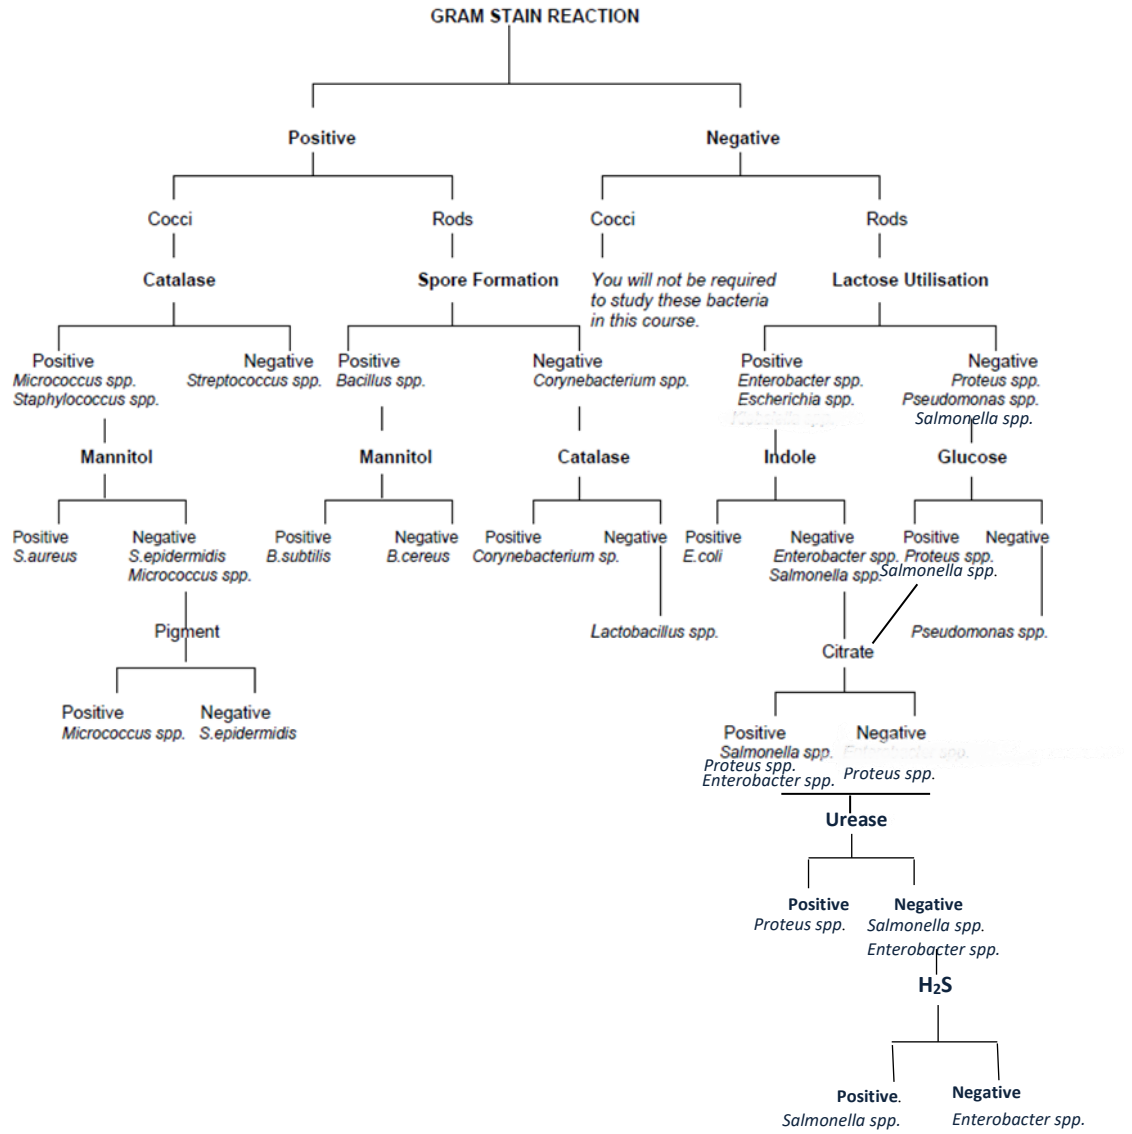 GRAM STAIN REACTION
Positive
Negative
Cocci
Rods
Cocci
Rods
Catalase
Spore Formation
You will not be required
to study these bacteria
in this course.
Lactose Utilisation
Positive
Micrococcus spp.
Staphylococcus spp.
Negative
Streptococcus spp.
Positive
Bacillus spp.
Negative
Corynebacterium spp.
Positive
Enterobacter spp.
Escherichia spp.
Negative
Proteus spp.
Pseudomonas spp.
Salmonella spp.
Mannitol
Mannitol
Catalase
Indole
Glucose
Positive
S.aureus
Negative
S.epidermidis
Micrococcus spp.
Positive
B.subtilis
Negative
B.cereus
Positive
Corynebacterium sp.
Negative
Positive
E.coli
Negative
Enterobacter spp.
Salmonella spp.
Positive
Proteus spp.
Salmonella spp.
Negative
Pigment
Lactobacillus spp.
Pseudomonas spp.
Citrate
Positive
Micrococcus spp.
Negative
S.epidermidis
Positive
Salmonella spp.
Proteus spp.
Enterobacter spp.
Negative
Enterobacter spp.
Proteus spp.
Urease
Positive
Proteus spp.
Negative
Salmonella spp.
Enterobacter spp.
H₂S
Positive.
Salmonella spp.
Negative
Enterobacter spp.